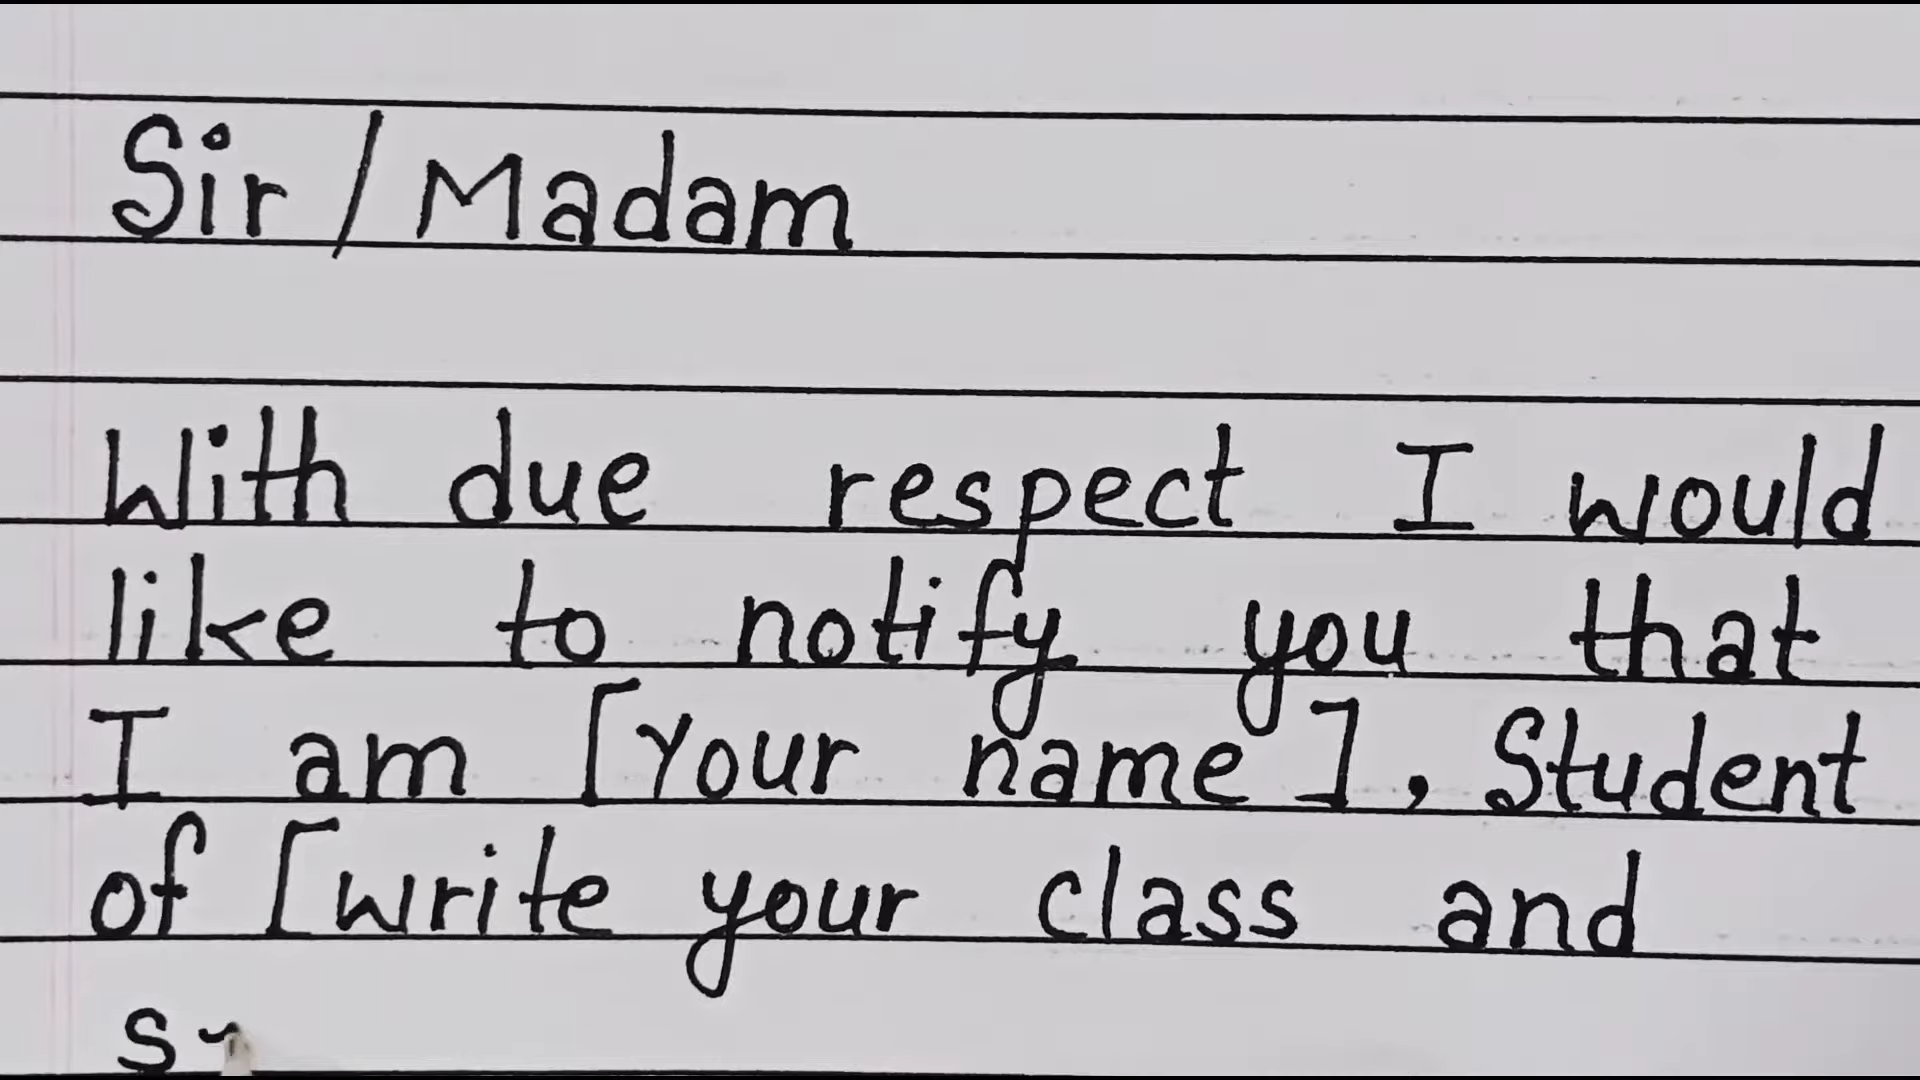 Sir / Madam
With due respect I would
like to notify you that
I am [Your name], Student
of [write your class and